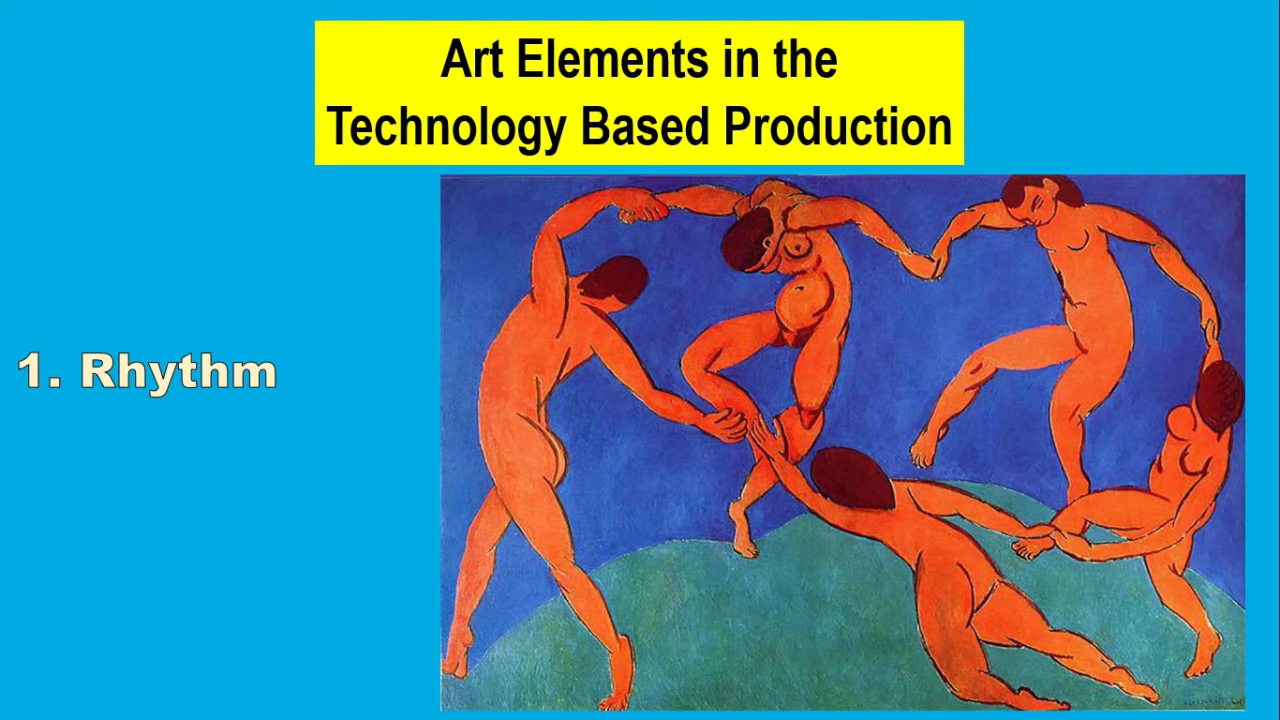 Art Elements in the
Technology Based Production
1. Rhythm